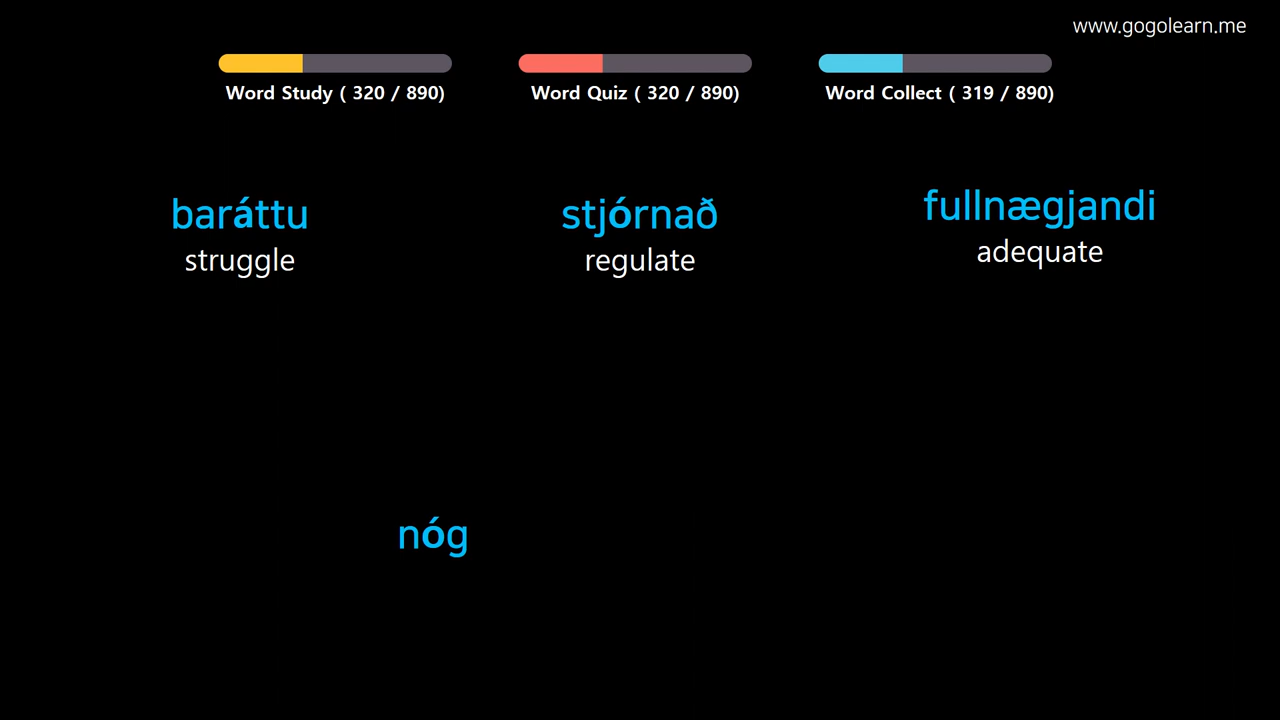 www.gogolearn.me
Word Study ( 320 / 890)
Word Quiz ( 320 / 890)
Word Collect ( 319 / 890)
baráttu
struggle
stjórnað
regulate
fullnægjandi
adequate
nóg